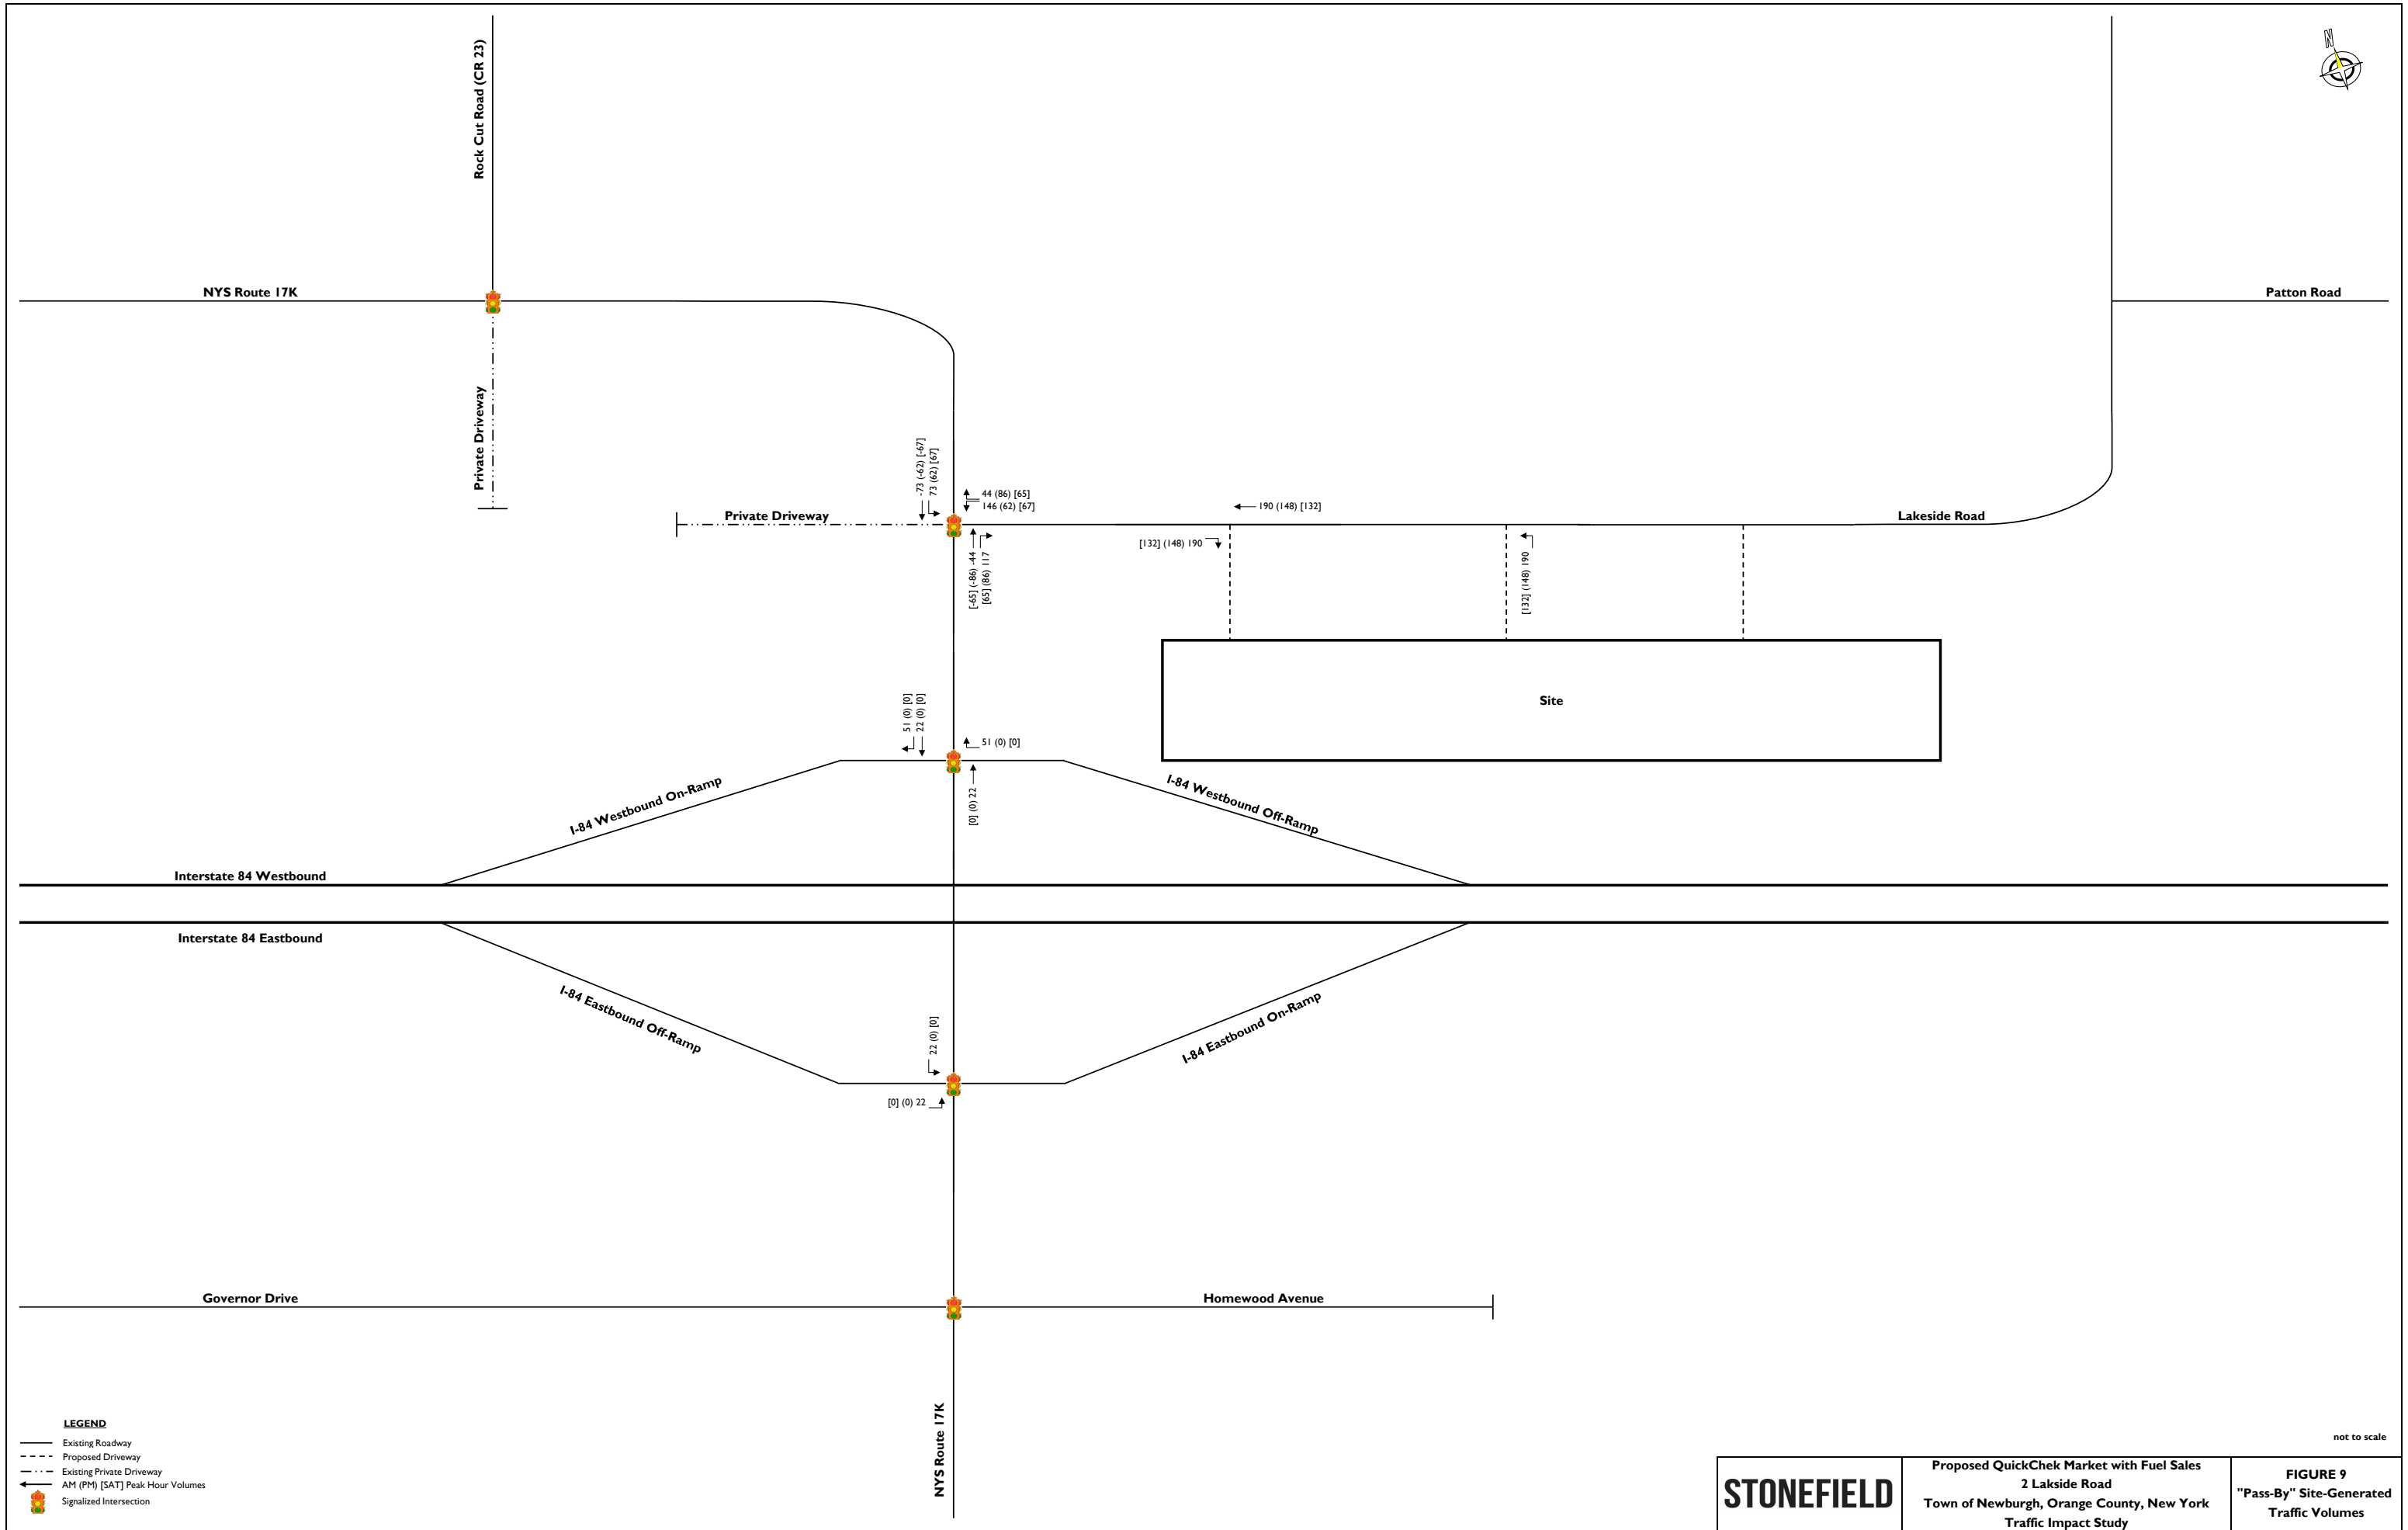 Rock Cut Road (CR 23)
N
NYS Route 17K
Patton Road
Private Driveway
-73 (-62) [-67]
73 (62) [67]
44 (86) [65]
146 (62) [67]
190 (148) [132]
Private Driveway
Lakeside Road
[132] (148) 190
[-65] (-86) -44
[65] (86) 117
[132] (148) 190
Site
51 (0) [0]
22 (0) [0]
51 (0) [0]
[0] (0) 22
I-84 Westbound On-Ramp
I-84 Westbound Off-Ramp
Interstate 84 Westbound
Interstate 84 Eastbound
I-84 Eastbound Off-Ramp
I-84 Eastbound On-Ramp
22 (0) [0]
[0] (0) 22
Governor Drive
Homewood Avenue
NYS Route 17K
LEGEND
Existing Roadway
Proposed Driveway
Existing Private Driveway
AM (PM) [SAT] Peak Hour Volumes
Signalized Intersection
not to scale
STONEFIELD
Proposed QuickChek Market with Fuel Sales
2 Lakside Road
Town of Newburgh, Orange County, New York
Traffic Impact Study
FIGURE 9
"Pass-By" Site-Generated
Traffic Volumes